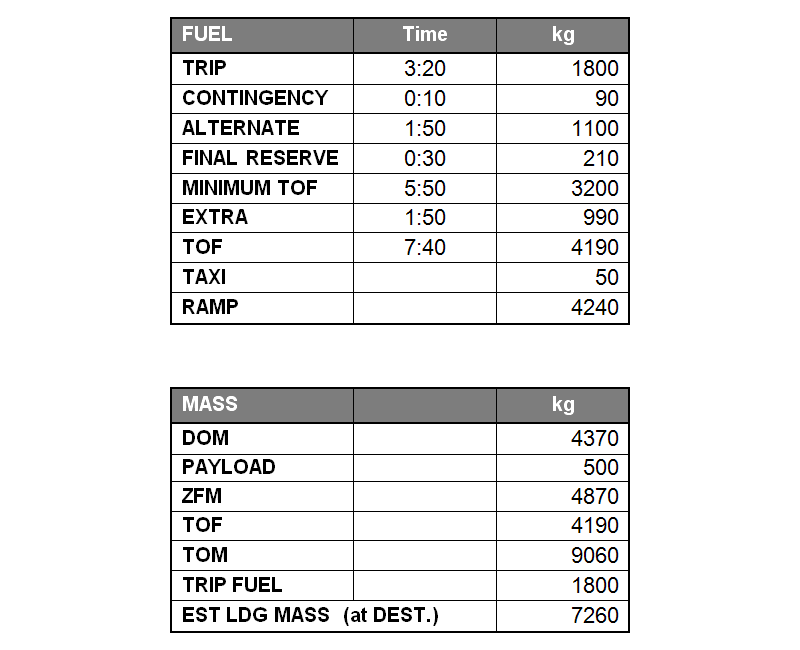 FUEL Time kg
TRIP 3:20 1800
CONTINGENCY 0:10 90
ALTERNATE 1:50 1100
FINAL RESERVE 0:30 210
MINIMUM TOF 5:50 3200
EXTRA 1:50 990
TOF 7:40 4190
TAXI 50
RAMP 4240
MASS kg
DOM 4370
PAYLOAD 500
ZFM 4870
TOF 4190
TOM 9060
TRIP FUEL 1800
EST LDG MASS (at DEST.) 7260